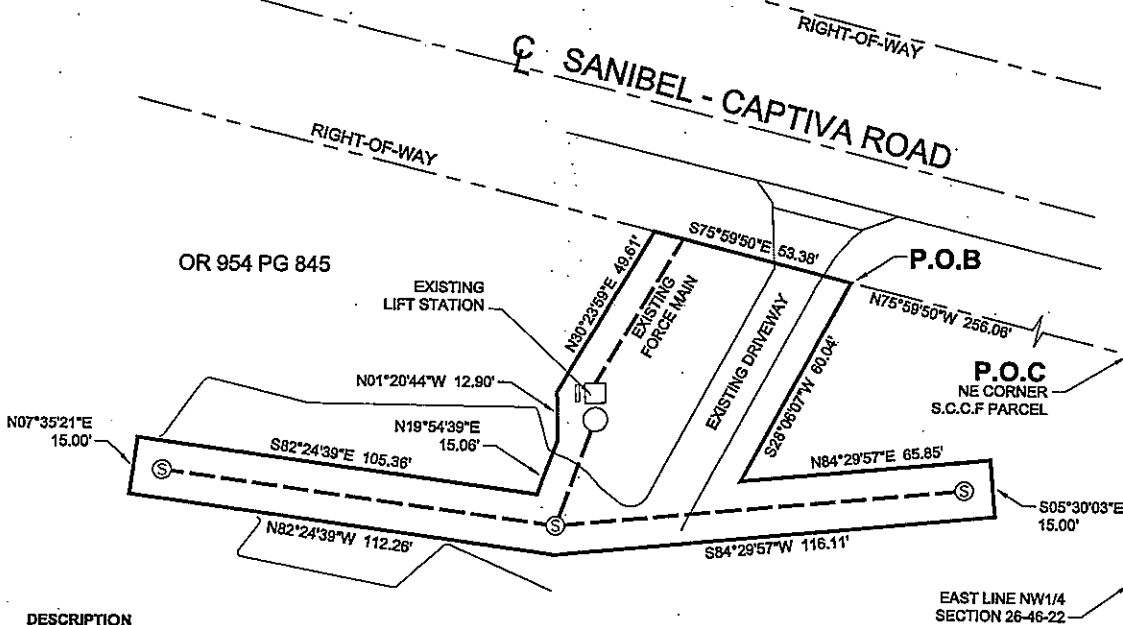 RIGHT-OF-WAY
CL SANIBEL - CAPTIVA ROAD
RIGHT-OF-WAY
S75°59'50"E 53.38'
P.O.B
OR 954 PG 845
EXISTING
LIFT STATION
N30°23'59"E 49.61'
EXISTING
FORCE MAIN
EXISTING DRIVEWAY
N75°59'50"W 256.06'
P.O.C
NE CORNER
S.C.C.F PARCEL
N01°20'44"W 12.90'
S28°06'07"W 60.04'
N07°35'21"E
15.00'
N19°54'39"E
15.06'
S82°24'39"E 105.36'
N84°29'57"E 65.85'
S
S
S
S05°30'03"E
15.00'
N82°24'39"W 112.26'
S84°29'57"W 116.11'
EAST LINE NW1/4
SECTION 26-46-22
DESCRIPTION